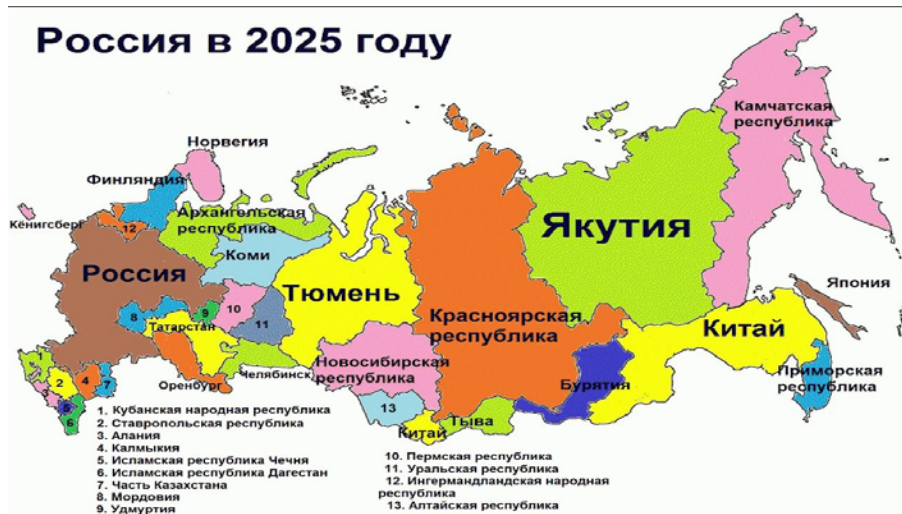 Россия в 2025 году
Камчатская
республика
Норвегия
Финляндия
Кёнигсберг
12
Архангельская
республика
Коми
Якутия
Россия
Тюмень
Япония
8
9
10
11
Татарстан
Красноярская
республика
Китай
1
2
3
4
5
6
7
Оренбург
Челябинск
Новосибирская
республика
Бурятия
Приморская
республика
13
Китай
Тыва
1. Кубанская народная республика
2. Ставропольская республика
3. Алания
4. Калмыкия
5. Исламская республика Чечня
6. Исламская республика Дагестан
7. Часть Казахстана
8. Мордовия
9. Удмуртия
10. Пермская республика
11. Уральская республика
12. Ингермандландская народная
республика
13. Алтайская республика